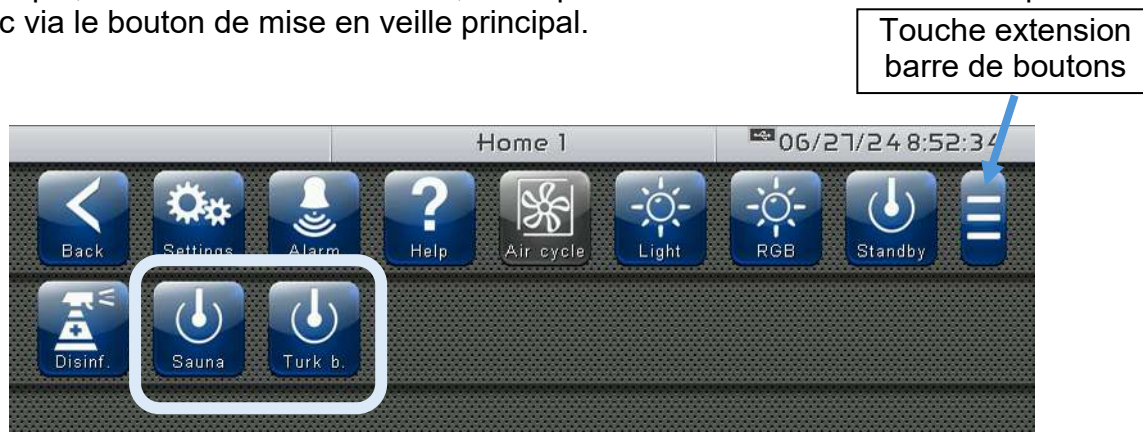 c via le bouton de mise en veille principal.
Touche extension
barre de boutons
Home 1
06/27/24 8:52:34
Back Settings Alarm Help Air cycle Light RGB Standby
Disinf. Sauna Turk b.